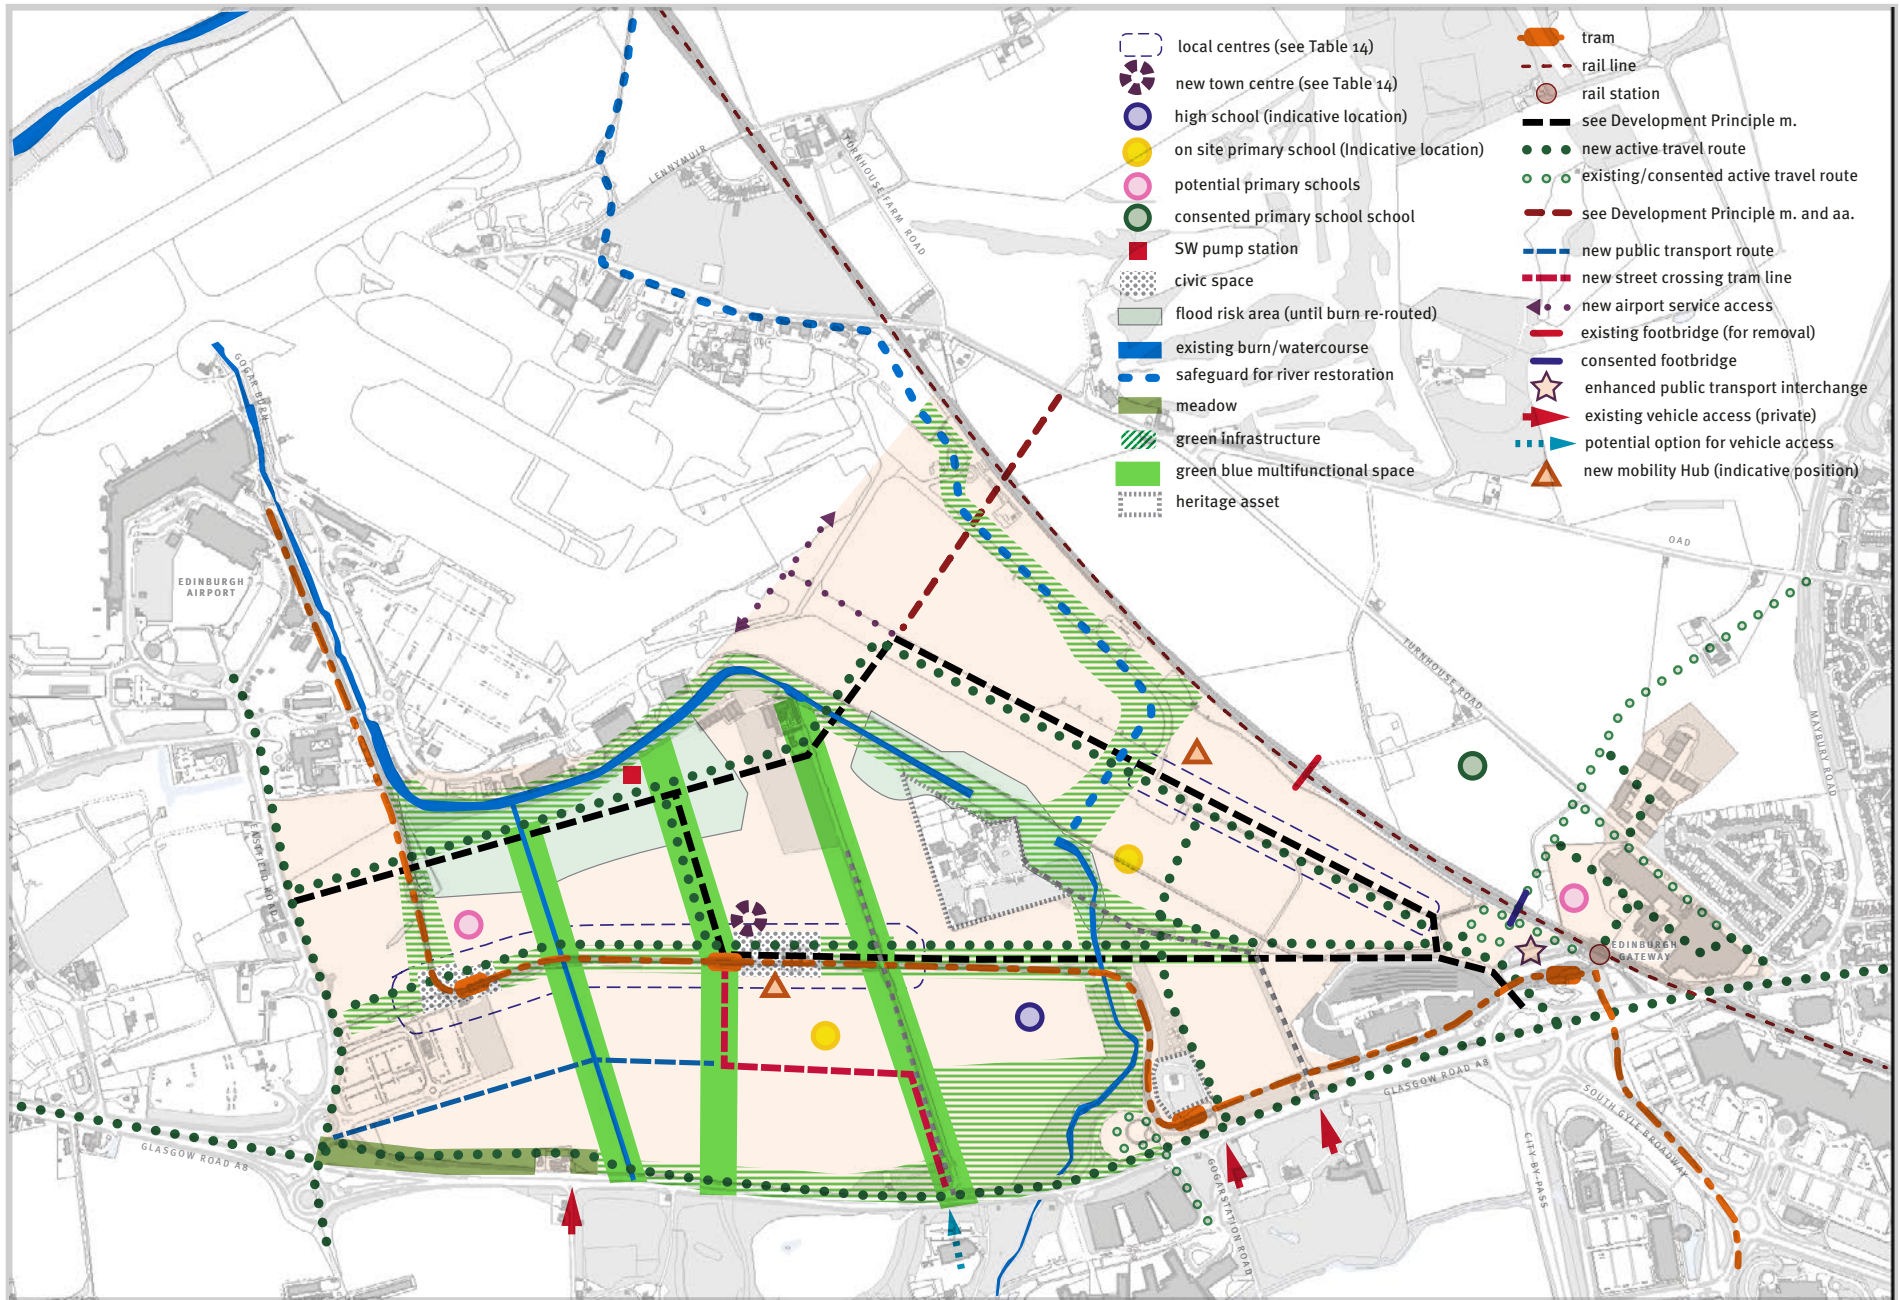 local centres (see Table 14)
new town centre (see Table 14)
high school (indicative location)
on site primary school (Indicative location)
potential primary schools
consented primary school school
SW pump station
civic space
flood risk area (until burn re-routed)
existing burn/watercourse
safeguard for river restoration
meadow
green infrastructure
green blue multifunctional space
heritage asset
tram
rail line
rail station
see Development Principle m.
new active travel route
existing/consented active travel route
see Development Principle m. and aa.
new public transport route
new street crossing tram line
new airport service access
existing footbridge (for removal)
consented footbridge
enhanced public transport interchange
existing vehicle access (private)
potential option for vehicle access
new mobility Hub (indicative position)
LENNYMUIR
TURNHOUSE FARM ROAD
GOGAR BURN
OAD
EDINBURGH
AIRPORT
TURNHOUSE ROAD
MAYBURY ROAD
EASTFIELD ROAD
EDINBURGH
GATEWAY
GLASGOW ROAD A8
SOUTH GYLE BROADWAY
GLASGOW ROAD A8
GOGARSTATION ROAD
CITY BY-PASS